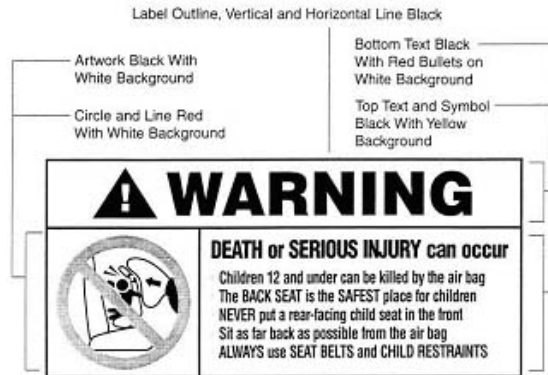 Label Outline, Vertical and Horizontal Line Black
Artwork Black With
White Background
Circle and Line Red
With White Background
Bottom Text Black
With Red Bullets on
White Background
Top Text and Symbol
Black With Yellow
Background
WARNING
DEATH or SERIOUS INJURY can occur
Children 12 and under can be killed by the air bag
The BACK SEAT is the SAFEST place for children
NEVER put a rear-facing child seat in the front
Sit as far back as possible from the air bag
ALWAYS use SEAT BELTS and CHILD RESTRAINTS